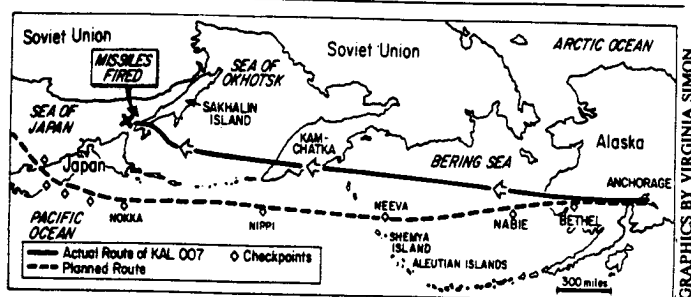 Soviet Union
MISSILES
FIRED
SEA OF
OKHOTSK
Soviet Union
ARCTIC OCEAN
SEA OF
JAPAN
SAKHALIN
ISLAND
KAM-
CHATKA
BERING SEA
Alaska
Japan
ANCHORAGE
PACIFIC
OCEAN
NOKKA
NIPPI
NEEVA
NABIE
BETHEL
SHEMYA
ISLAND
ALEUTIAN ISLANDS
Actual Route of KAL 007
Checkpoints
Planned Route
300 miles
GRAPHICS BY VIRGINIA SIMON